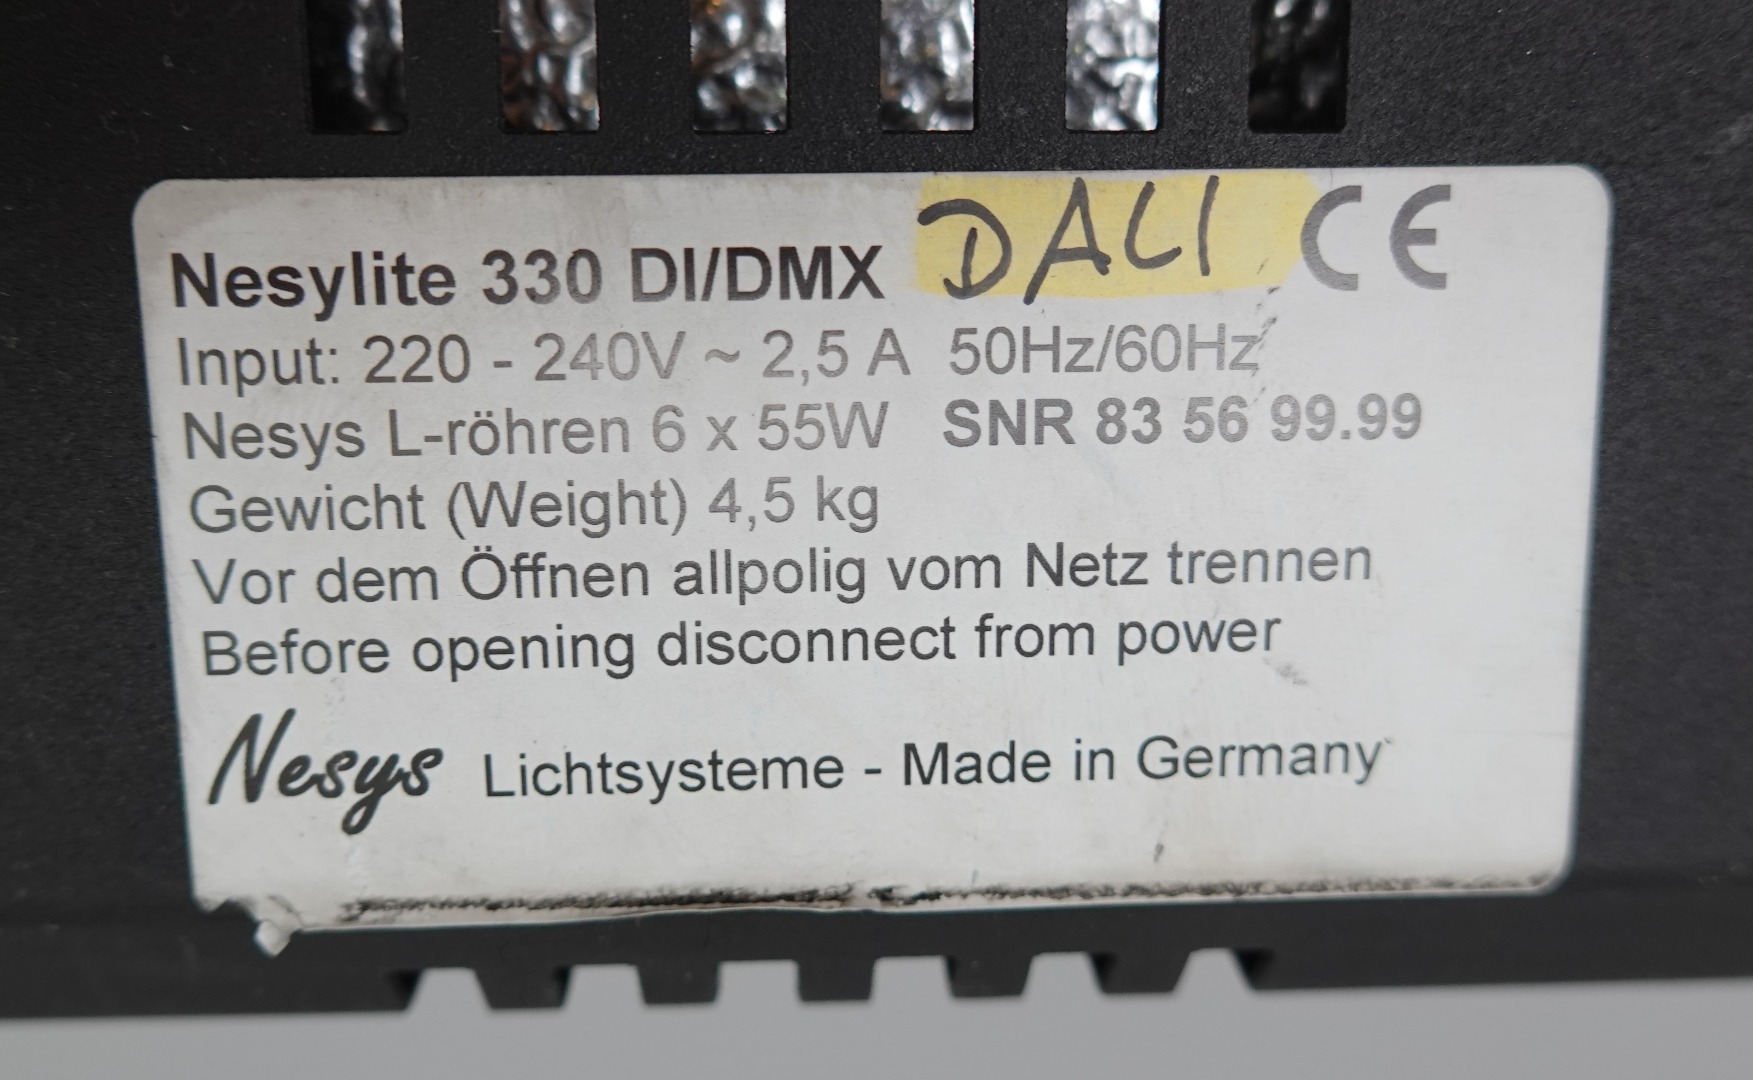 Nesylite 330 DI/DMX DALI CE
Input: 220 - 240V ~ 2,5 A 50Hz/60Hz
Nesys L-röhren 6 x 55W SNR 83 56 99.99
Gewicht (Weight) 4,5 kg
Vor dem Öffnen allpolig vom Netz trennen
Before opening disconnect from power
Nesys Lichtsysteme - Made in Germany